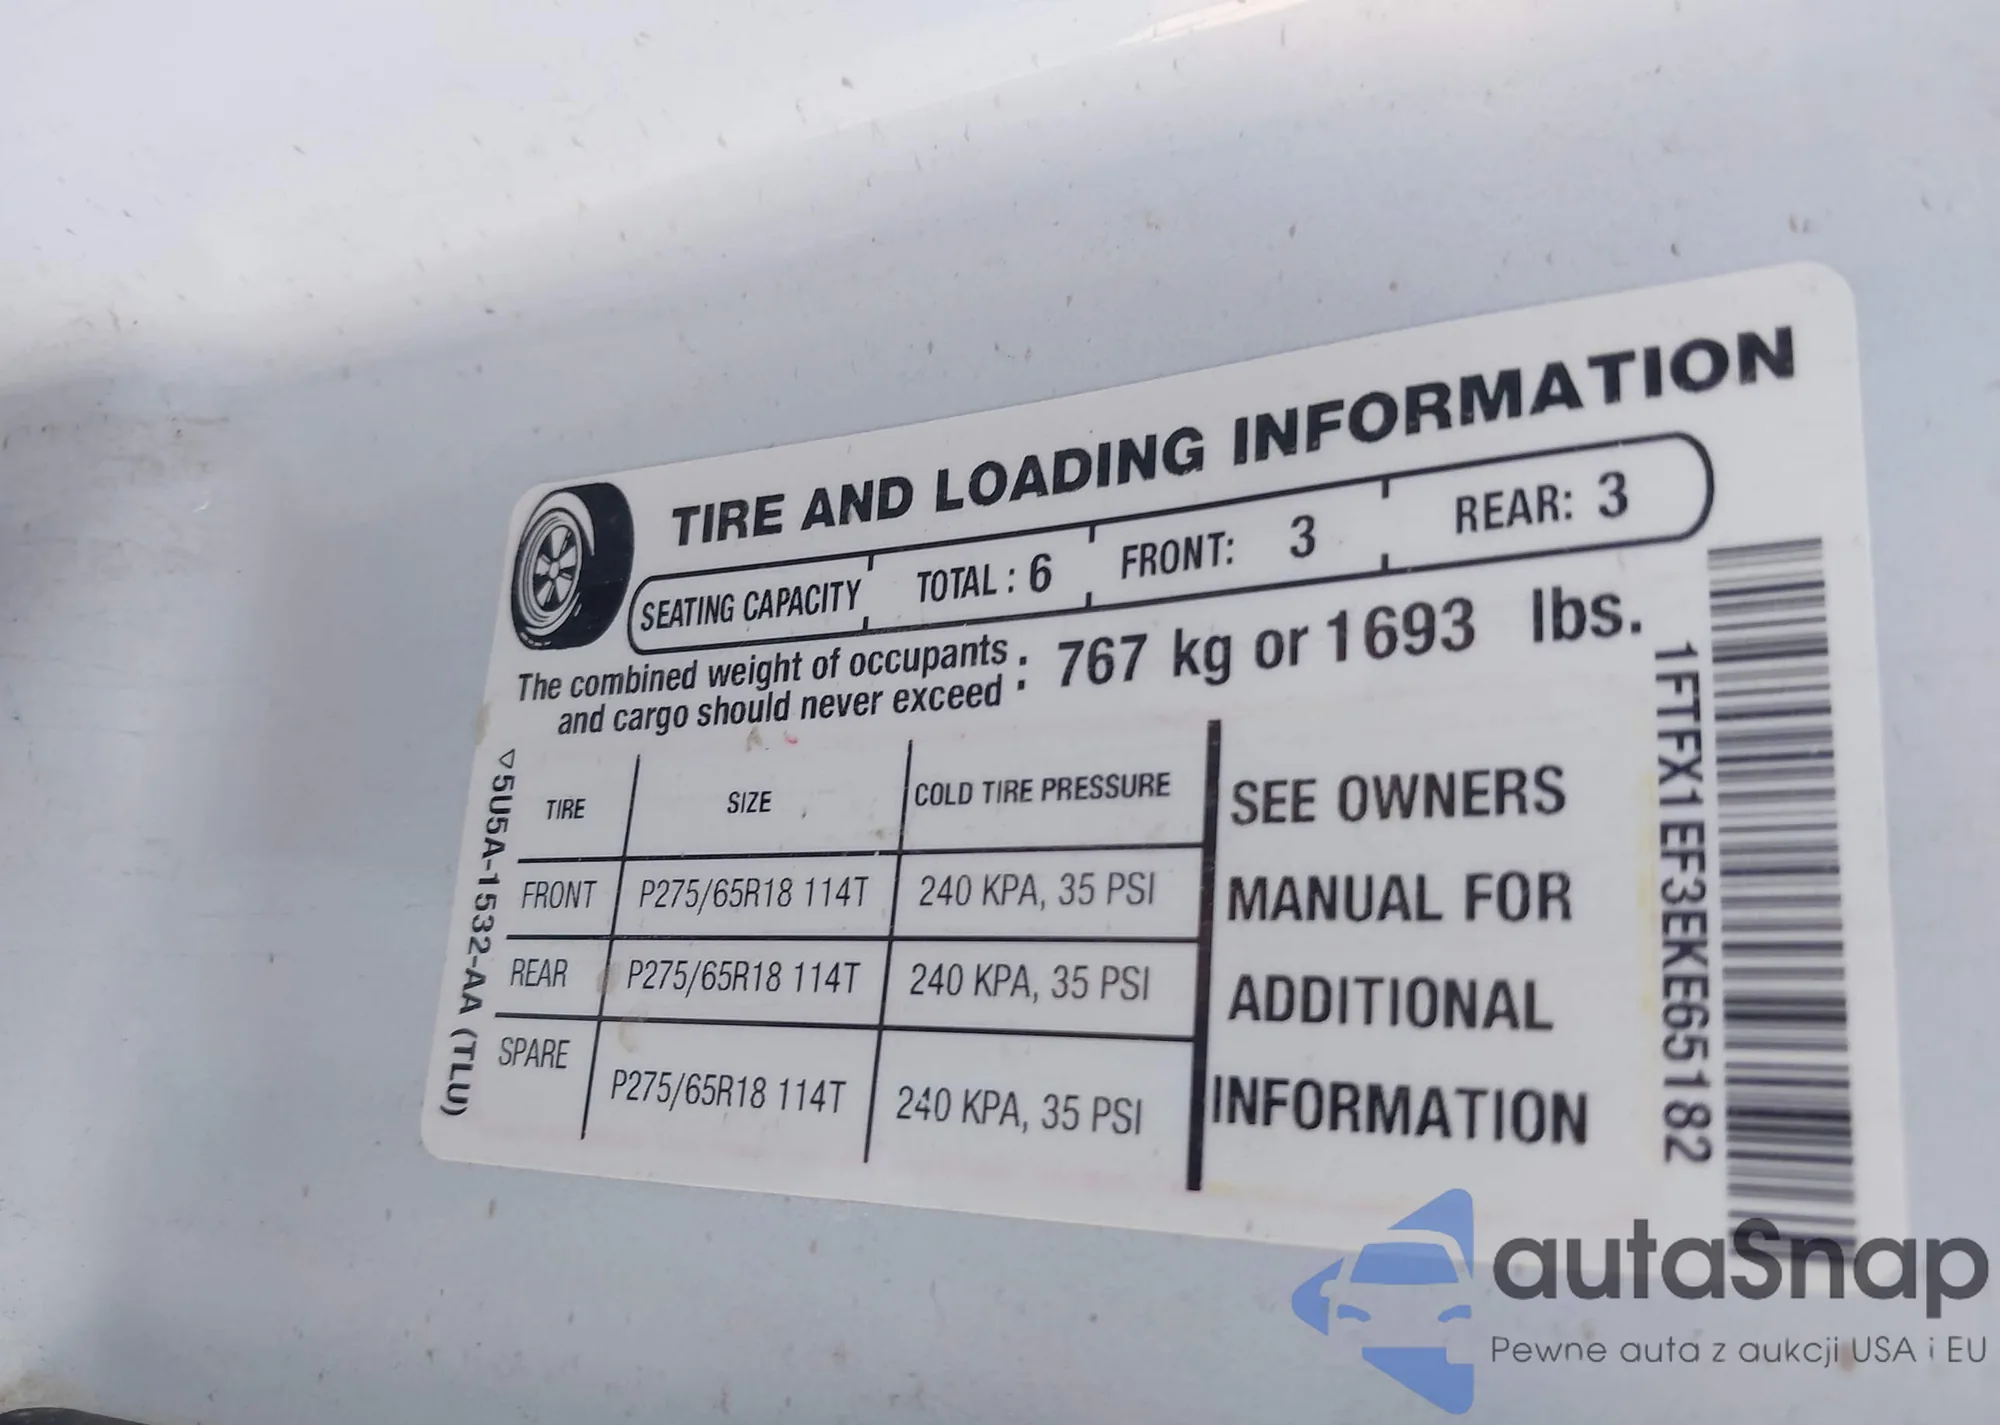 TIRE AND LOADING INFORMATION
SEATING CAPACITY TOTAL : 6 FRONT: 3 REAR: 3
The combined weight of occupants
and cargo should never exceed : 767 kg or 1693 lbs.
TIRE SIZE COLD TIRE PRESSURE
FRONT P275/65R18 114T 240 KPA, 35 PSI
REAR P275/65R18 114T 240 KPA, 35 PSI
SPARE P275/65R18 114T 240 KPA, 35 PSI
SEE OWNERS
MANUAL FOR
ADDITIONAL
INFORMATION
5U5A-1532-AA (TLU)
1FTFX1EF3EKE65182
autaSnap
Pewne auta z aukcji USA i EU